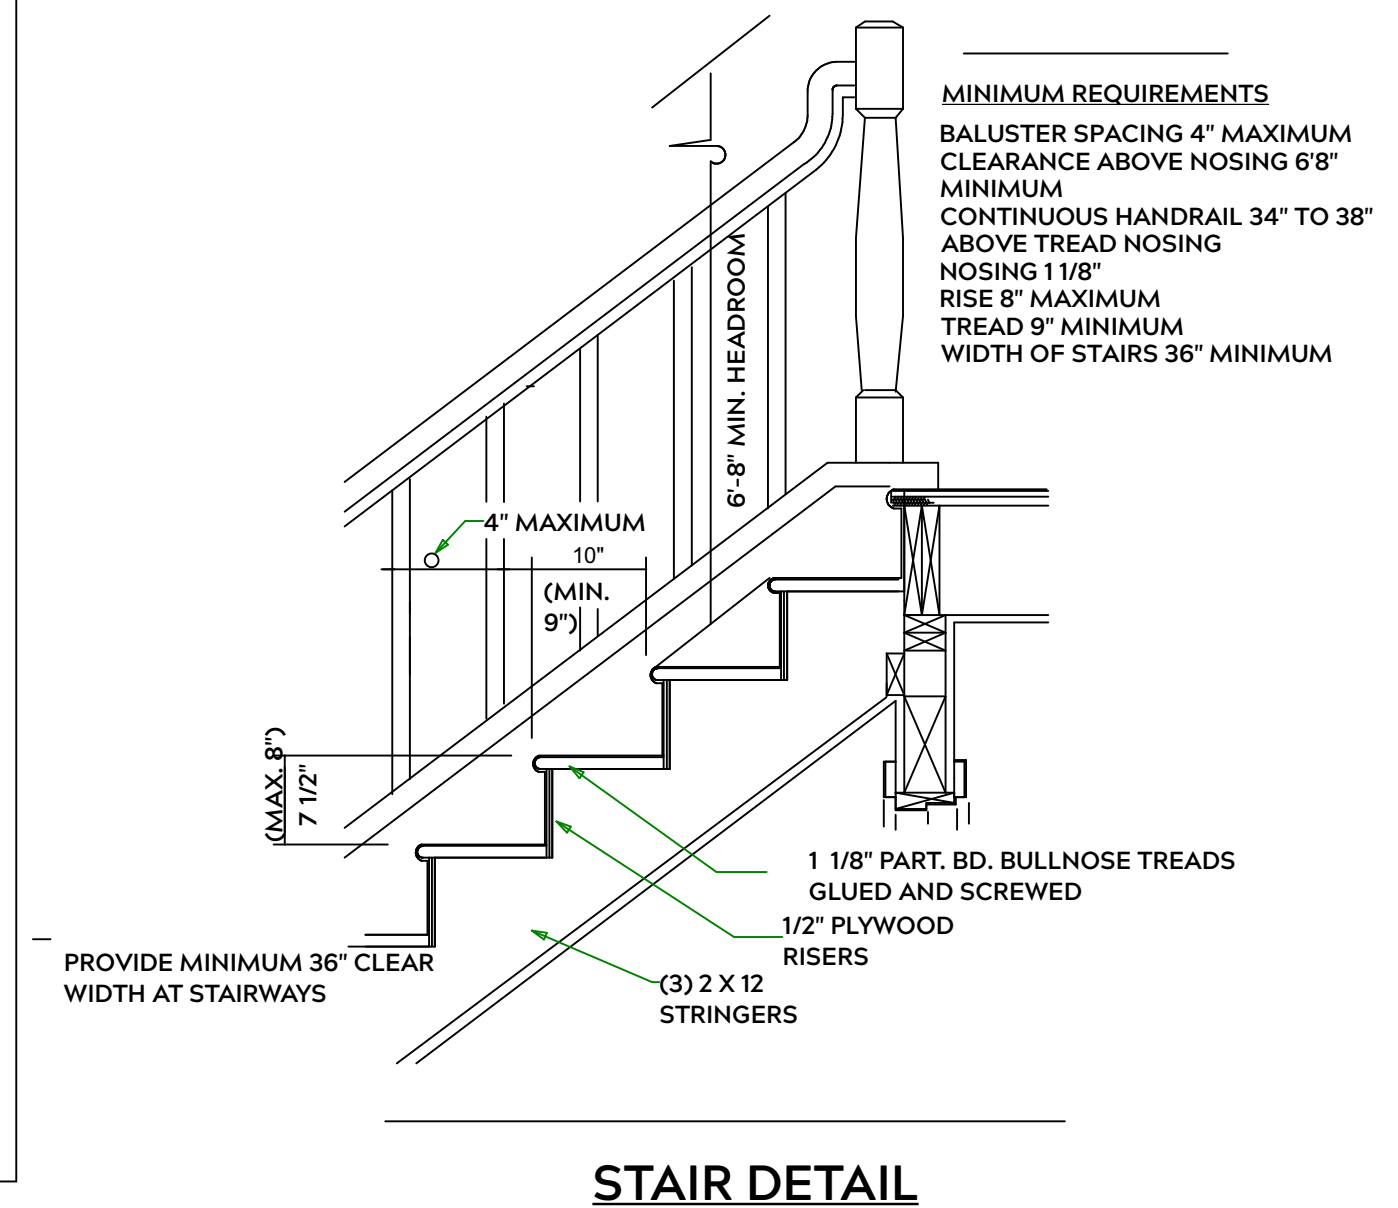 MINIMUM REQUIREMENTS
BALUSTER SPACING 4" MAXIMUM
CLEARANCE ABOVE NOSING 6'8"
MINIMUM
CONTINUOUS HANDRAIL 34" TO 38"
ABOVE TREAD NOSING
NOSING 1 1/8"
RISE 8" MAXIMUM
TREAD 9" MINIMUM
WIDTH OF STAIRS 36" MINIMUM
6'-8" MIN. HEADROOM
4" MAXIMUM
10"
(MIN.
9")
(MAX. 8")
7 1/2"
1 1/8" PART. BD. BULLNOSE TREADS
GLUED AND SCREWED
1/2" PLYWOOD
RISERS
(3) 2 X 12
STRINGERS
PROVIDE MINIMUM 36" CLEAR
WIDTH AT STAIRWAYS
STAIR DETAIL